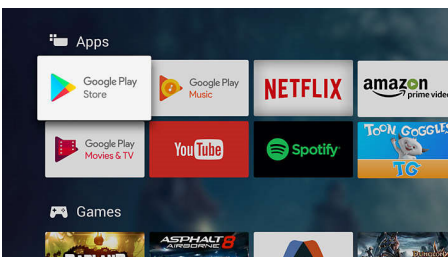 Apps
Google Play
Store
Google Play
Music
NETFLIX
amazon
prime video
Google Play
Movies & TV
YouTube
Spotify
TOON GOGGLES
TG
Games
BADLAND
ASPHALT 8
AIRBORNE